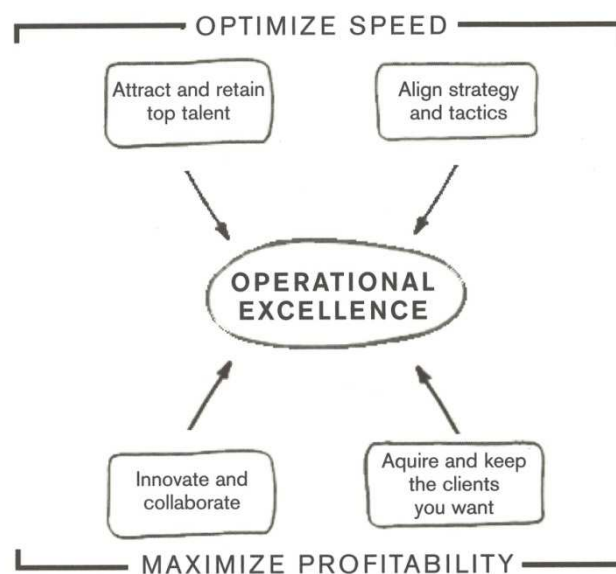 OPTIMIZE SPEED
Attract and retain
top talent
Align strategy
and tactics
OPERATIONAL
EXCELLENCE
Innovate and
collaborate
Aquire and keep
the clients
you want
MAXIMIZE PROFITABILITY